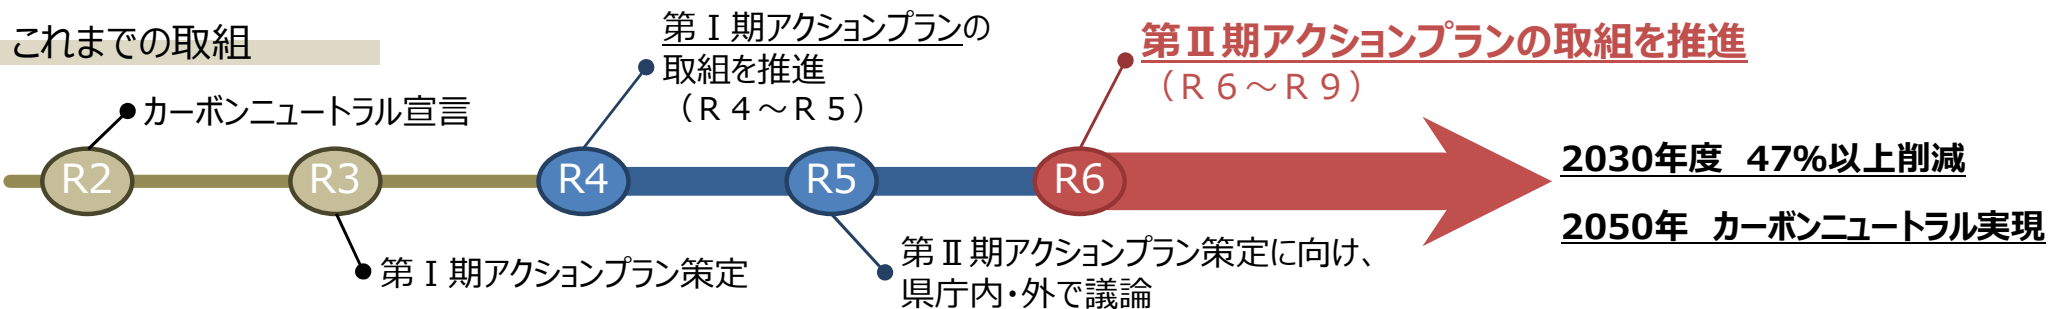 これまでの取組
カーボンニュートラル宣言
第Ⅰ期アクションプランの
取組を推進
（Ｒ４～Ｒ５）
第Ⅱ期アクションプランの取組を推進
（Ｒ６～Ｒ９）
R2
R3
R4
R5
R6
2030年度　47%以上削減
2050年　カーボンニュートラル実現
第Ⅰ期アクションプラン策定
第Ⅱ期アクションプラン策定に向け、
県庁内・外で議論